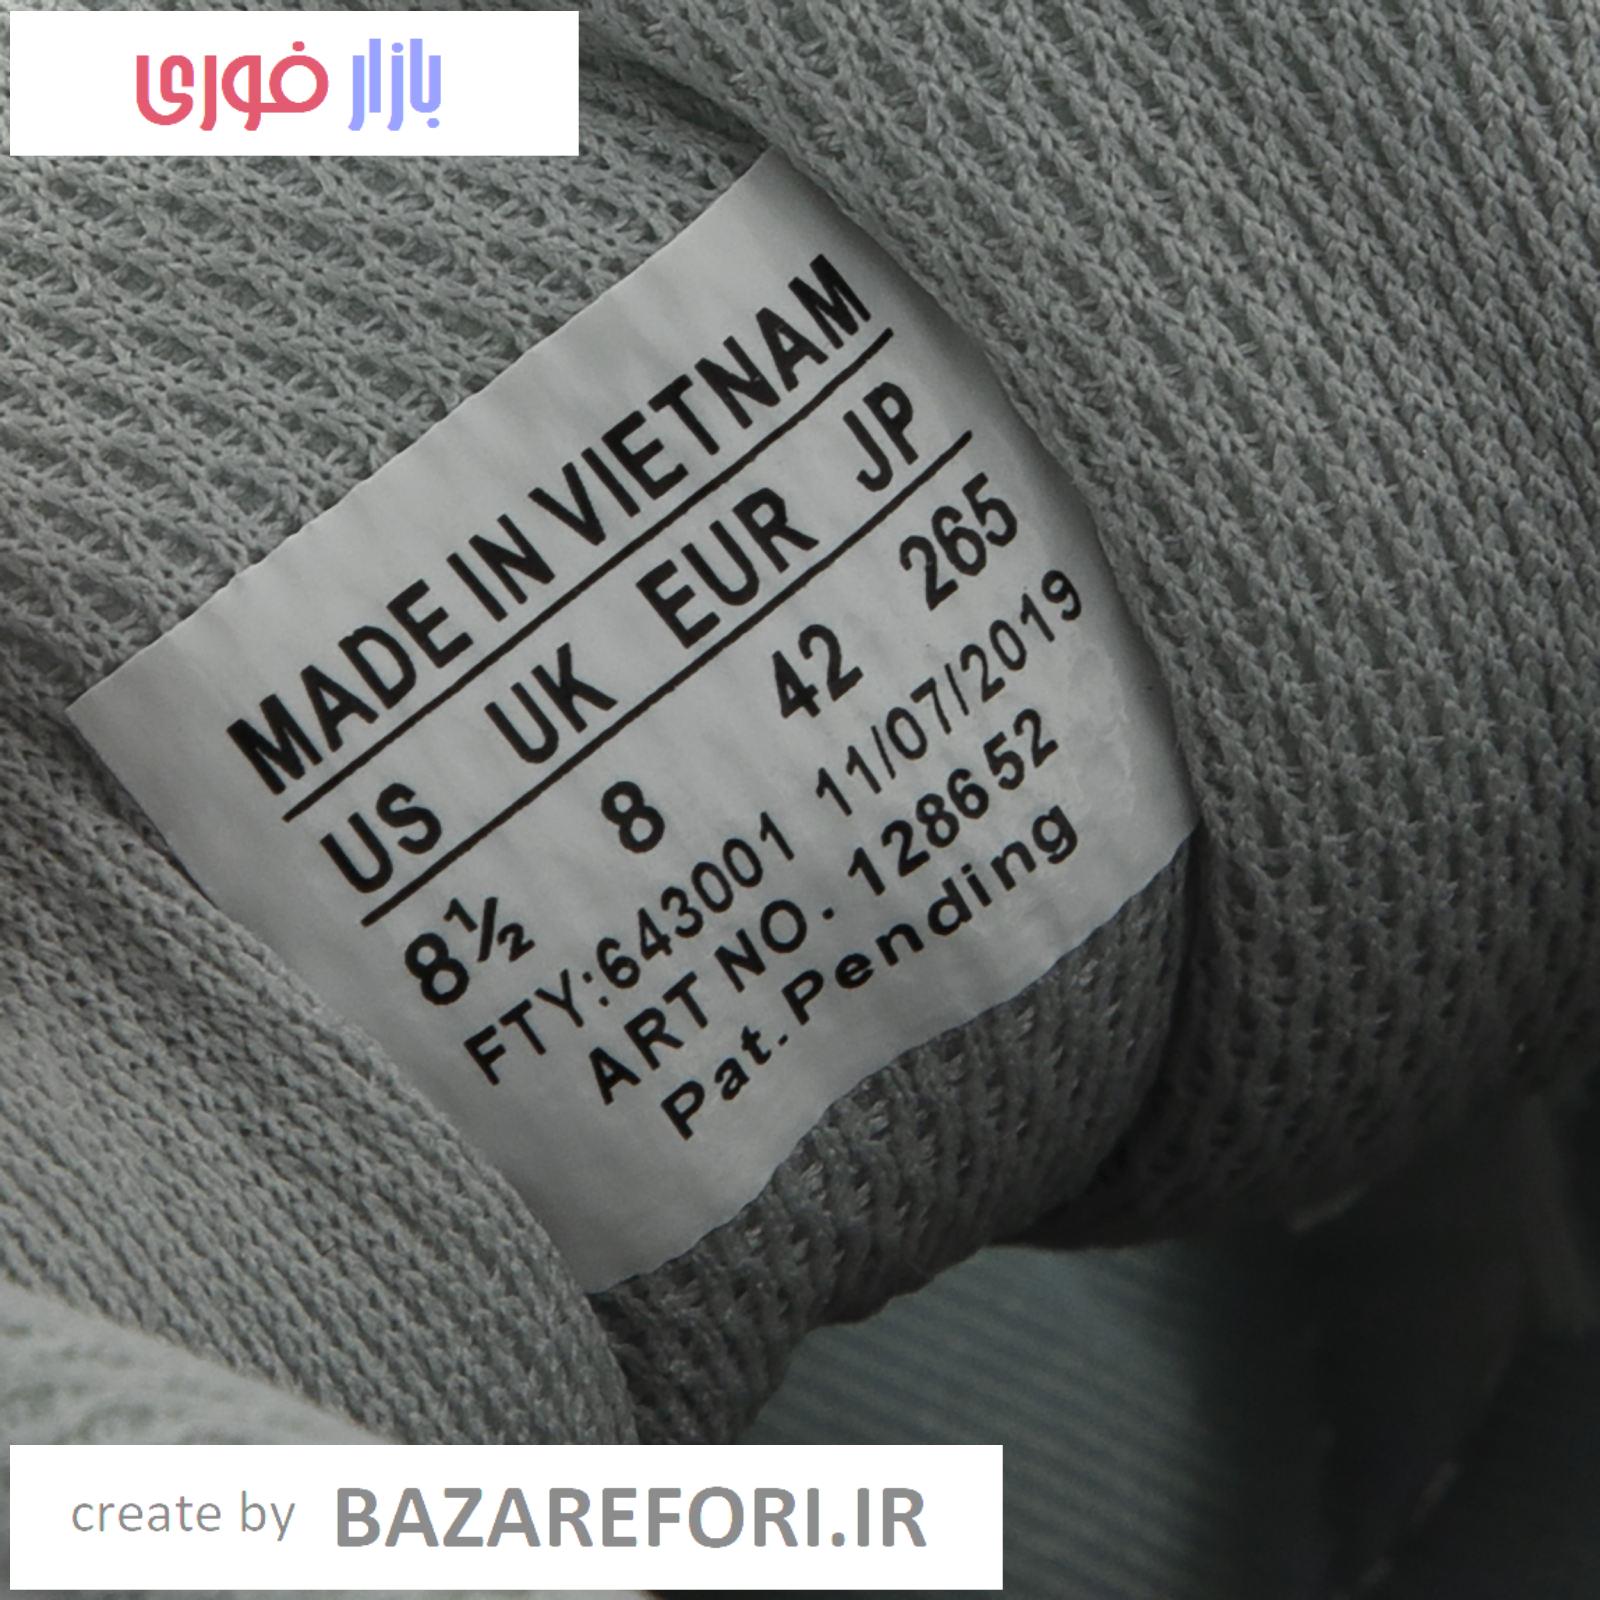 بازار فوری
MADE IN VIETNAM
US UK EUR JP
8½ 8 42 265
FTY:643001 11/07/2019
ART NO. 128652
Pat.Pending
create by BAZAREFORI.IR